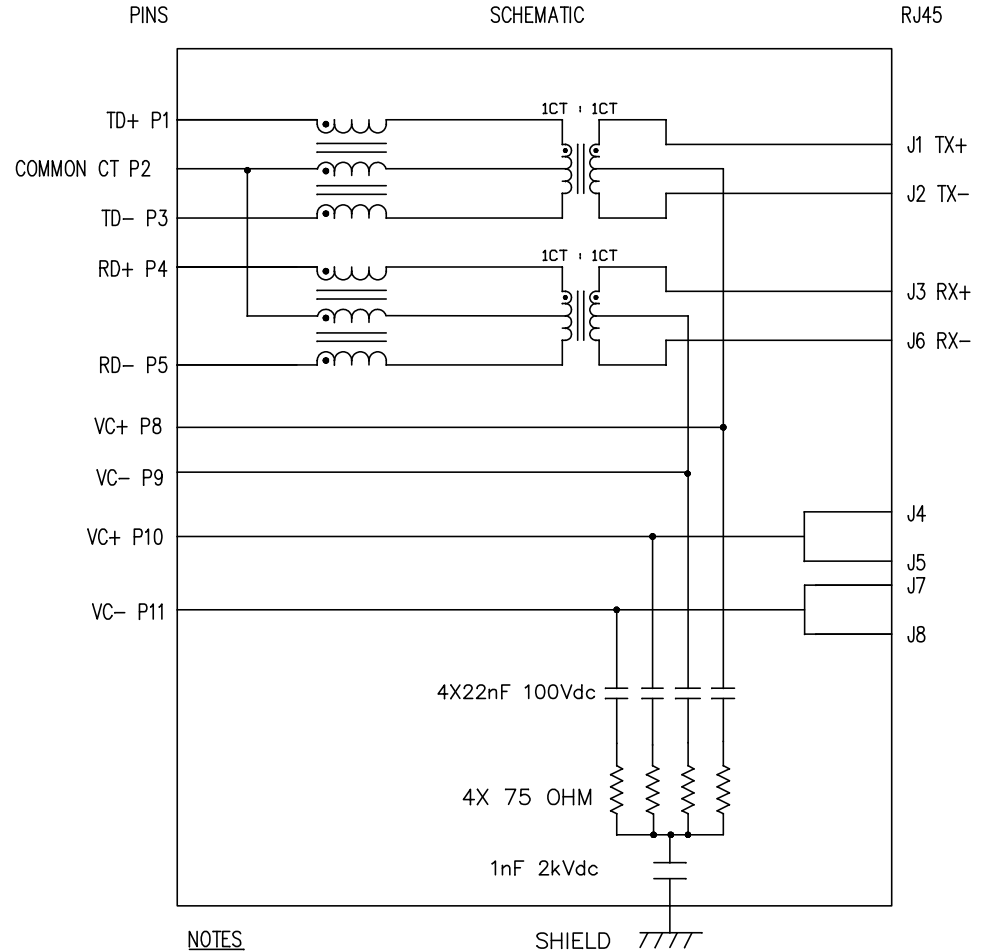 PINS SCHEMATIC RJ45
1CT : 1CT
TD+ P1
J1 TX+
COMMON CT P2
J2 TX-
TD- P3
1CT : 1CT
RD+ P4
J3 RX+
J6 RX-
RD- P5
VC+ P8
VC- P9
J4
VC+ P10
J5
J7
VC- P11
J8
4X22nF 100Vdc
4X 75 OHM
1nF 2kVdc
NOTES SHIELD